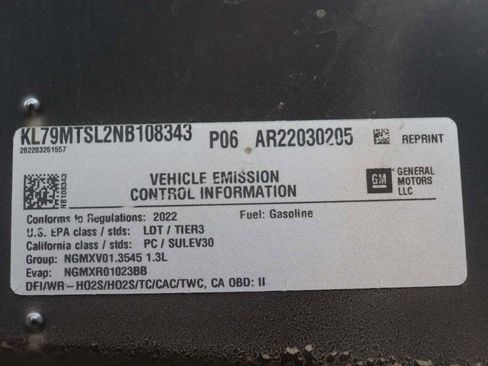 KL79MTSL2NB108343 P06 AR22030205 REPRINT
202203251557
NB108343
VEHICLE EMISSION
CONTROL INFORMATION
GM GENERAL
MOTORS
LLC
Conforms to Regulations: 2022 Fuel: Gasoline
U.S. EPA class / stds: LDT / TIER3
California class / stds: PC / SULEV30
Group: NGMXV01.3545 1.3L
Evap: NGMXR01023BB
DFI/WR-HO2S/HO2S/TC/CAC/TWC, CA OBD: II